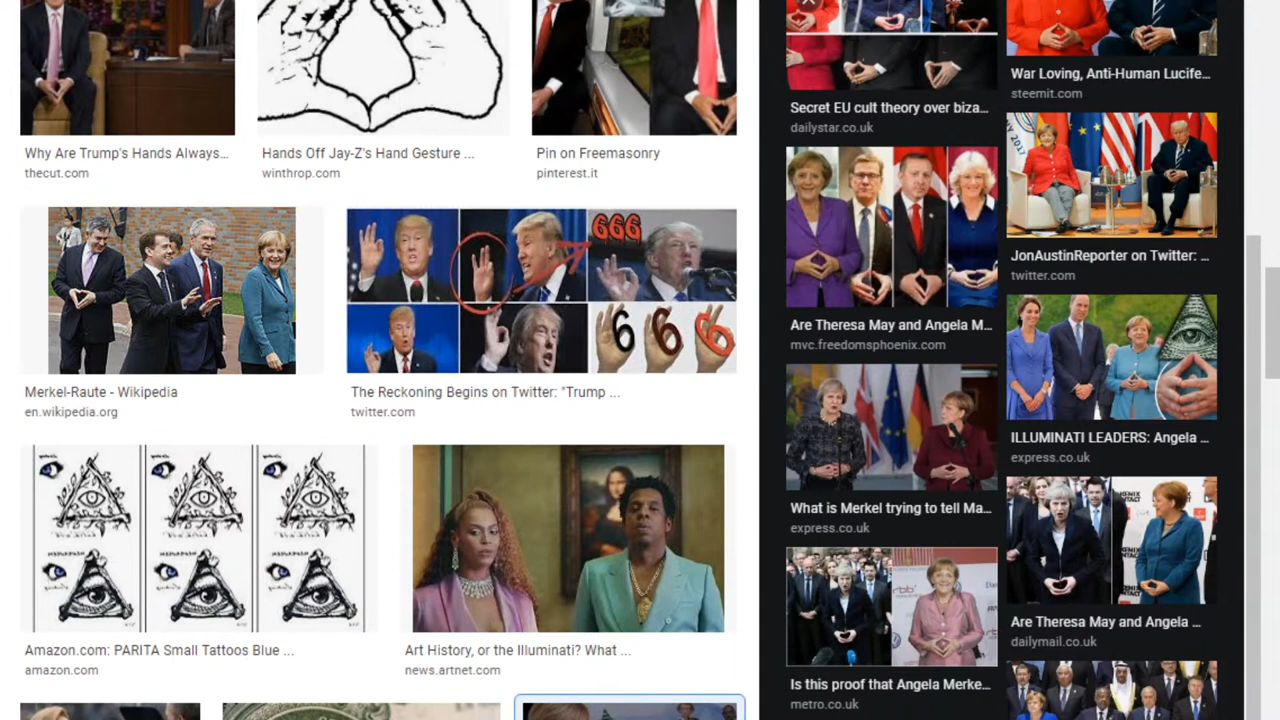 Why Are Trump's Hands Always...
thecut.com
Hands Off Jay-Z's Hand Gesture ...
winthrop.com
Pin on Freemasonry
pinterest.it
Merkel-Raute - Wikipedia
en.wikipedia.org
666
6 6 6
The Reckoning Begins on Twitter: "Trump ...
twitter.com
Amazon.com: PARITA Small Tattoos Blue ...
amazon.com
Art History, or the Illuminati? What ...
news.artnet.com
Secret EU cult theory over biza...
dailystar.co.uk
Are Theresa May and Angela M...
mvc.freedomsphoenix.com
What is Merkel trying to tell Ma...
express.co.uk
Is this proof that Angela Merke...
metro.co.uk
War Loving, Anti-Human Lucife...
steemit.com
JonAustinReporter on Twitter: ...
twitter.com
ILLUMINATI LEADERS: Angela ...
express.co.uk
Are Theresa May and Angela ...
dailymail.co.uk